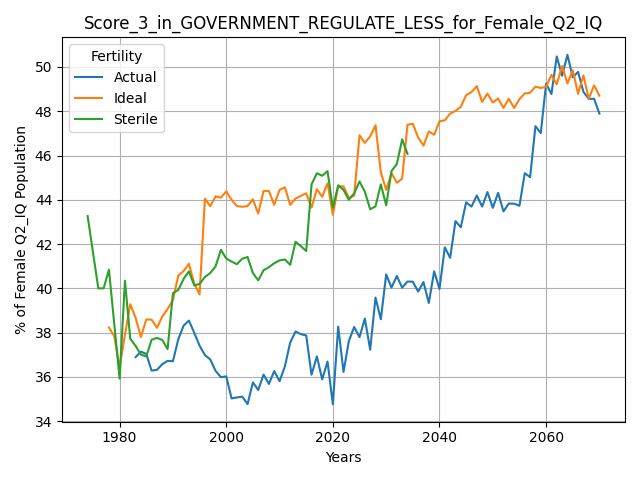 Score_3_in_GOVERNMENT_REGULATE_LESS_for_Female_Q2_IQ
Fertility
Actual
Ideal
Sterile
% of Female Q2_IQ Population
50
48
46
44
42
40
38
36
34
1980
2000
2020
2040
2060
Years